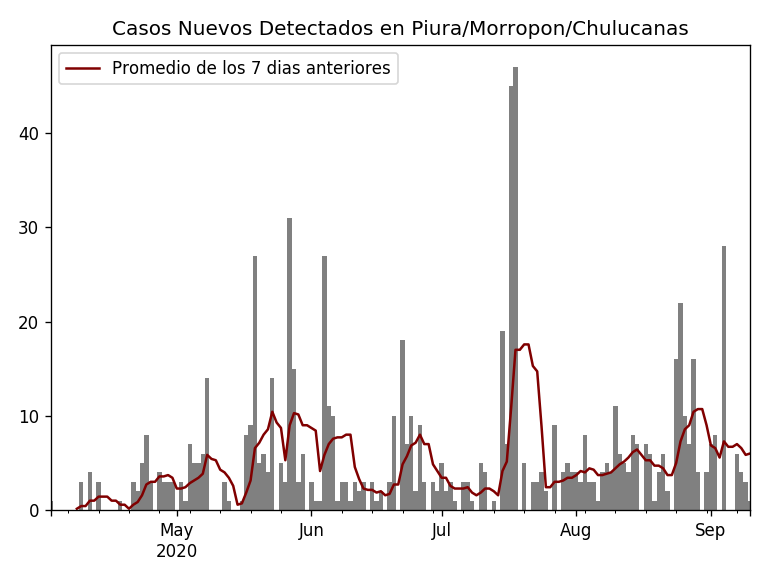 Casos Nuevos Detectados en Piura/Morropon/Chulucanas
Promedio de los 7 dias anteriores
40
30
20
10
0
May Jun Jul Aug Sep
2020